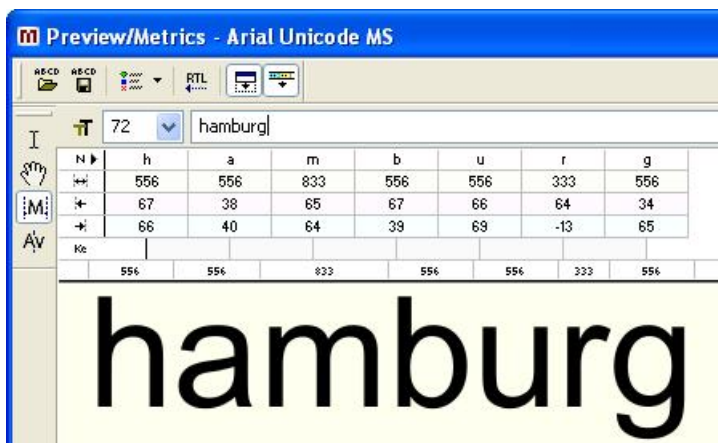 Preview/Metrics - Arial Unicode MS
ABCD ABCD RTL
72 hamburg
N h a m b u r g
556 556 833 556 556 333 556
67 38 65 67 66 64 34
66 40 64 39 69 -13 65
Ke
556 556 833 556 556 333 556
hamburg